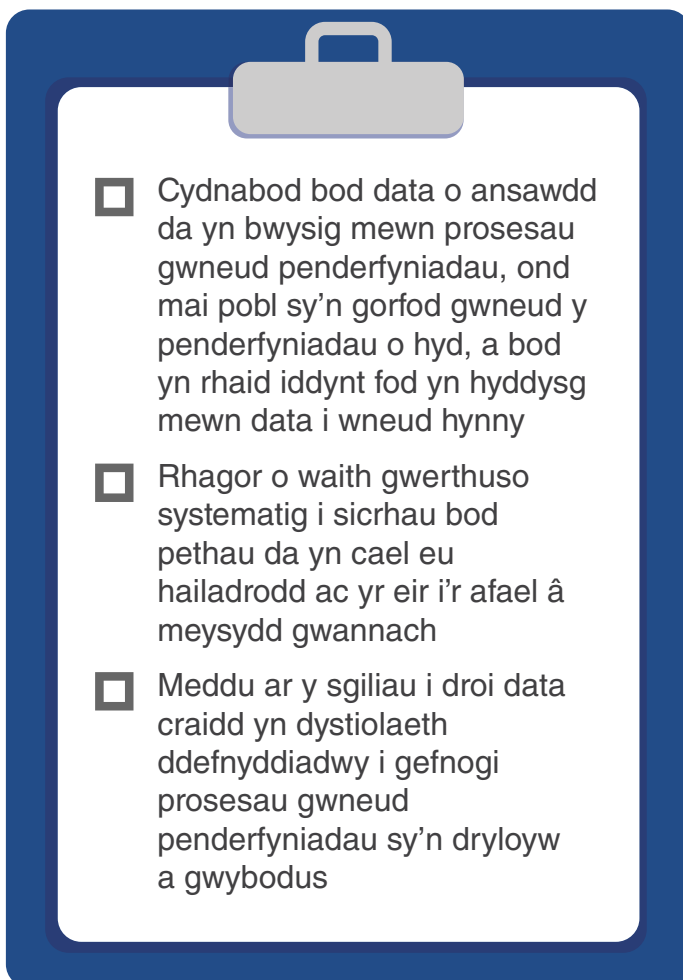 Cydnabod bod data o ansawdd
da yn bwysig mewn prosesau
gwneud penderfyniadau, ond
mai pobl sy'n gorfod gwneud y
penderfyniadau o hyd, a bod
yn rhaid iddynt fod yn hyddysg
mewn data i wneud hynny
Rhagor o waith gwerthuso
systematig i sicrhau bod
pethau da yn cael eu
hailadrodd ac yr eir i'r afael â
meysydd gwannach
Meddu ar y sgiliau i droi data
craidd yn dystiolaeth
ddefnyddiadwy i gefnogi
prosesau gwneud
penderfyniadau sy'n dryloyw
a gwybodus